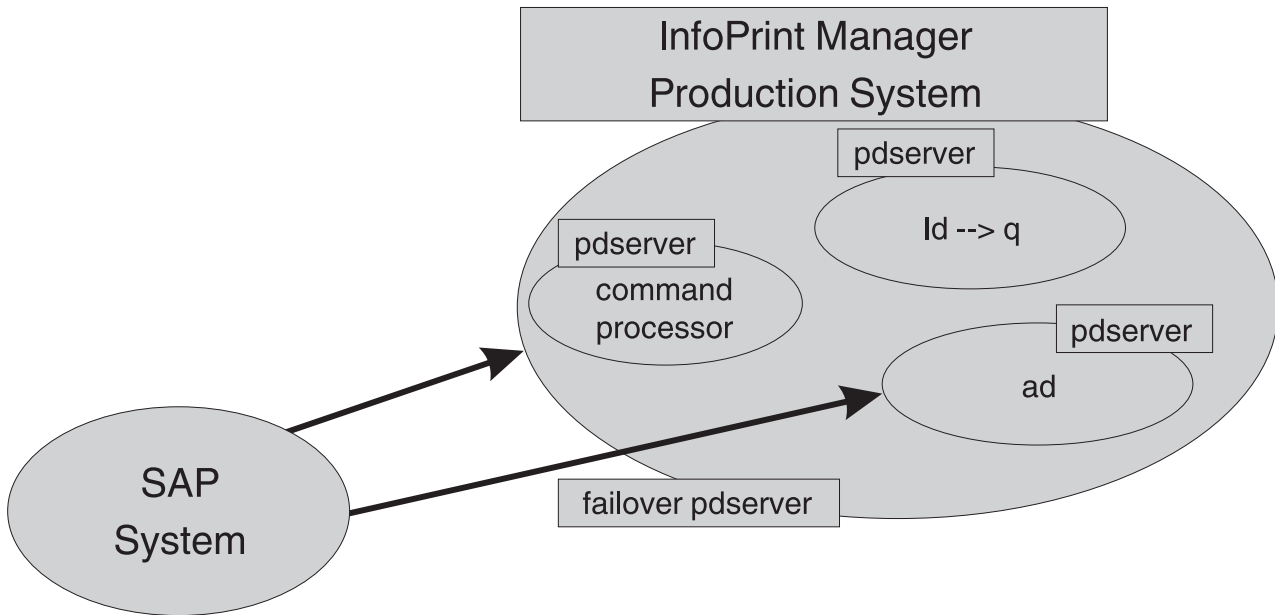 InfoPrint Manager
Production System
pdserver
ld --> q
pdserver
command
processor
pdserver
ad
failover pdserver
SAP
System